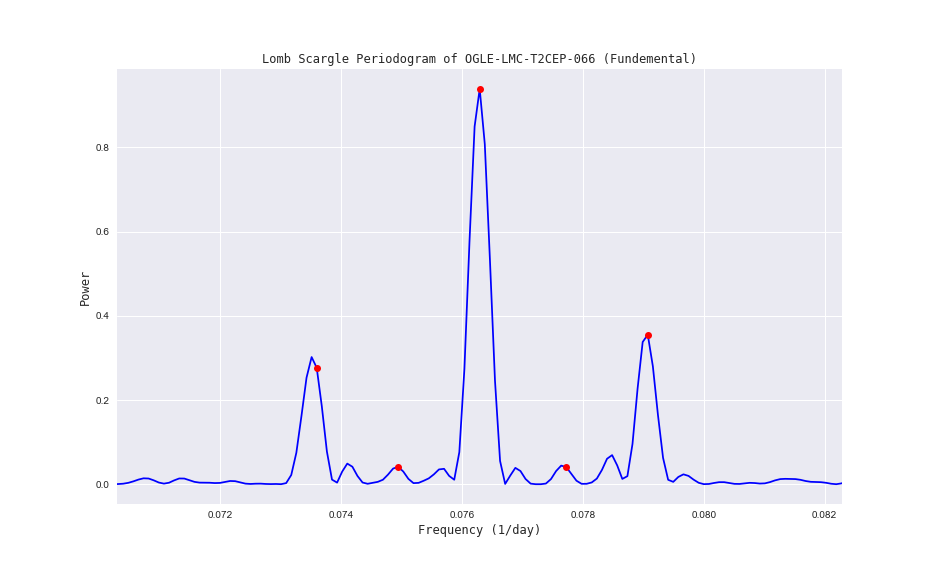 Lomb Scargle Periodogram of OGLE-LMC-T2CEP-066 (Fundemental)
0.8
0.6
0.4
0.2
0.0
Power
0.072 0.074 0.076 0.078 0.080 0.082
Frequency (1/day)